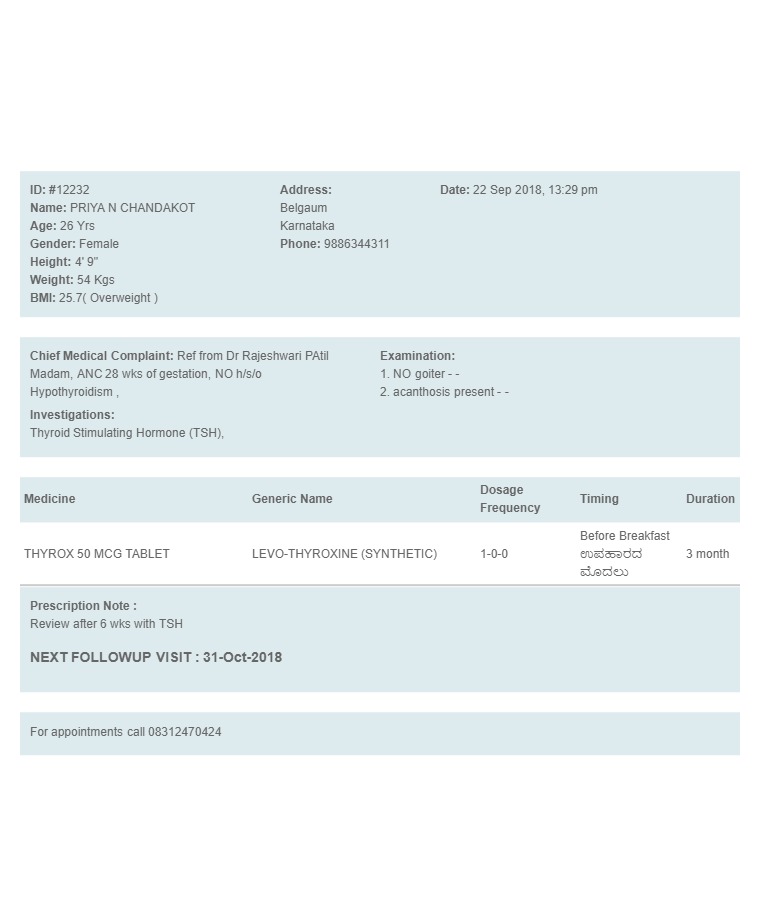 ID: #12232
Name: PRIYA N CHANDAKOT
Age: 26 Yrs
Gender: Female
Height: 4' 9"
Weight: 54 Kgs
BMI: 25.7( Overweight )
Address:
Belgaum
Karnataka
Phone: 9886344311
Date: 22 Sep 2018, 13:29 pm
Chief Medical Complaint: Ref from Dr Rajeshwari PAtil
Madam, ANC 28 wks of gestation, NO h/s/o
Hypothyroidism ,
Investigations:
Thyroid Stimulating Hormone (TSH),
Examination:
1. NO goiter - -
2. acanthosis present - -
Medicine Generic Name Dosage Frequency Timing Duration
THYROX 50 MCG TABLET LEVO-THYROXINE (SYNTHETIC) 1-0-0 Before Breakfast ಉಪಹಾರದ ಮೊದಲು 3 month
Prescription Note :
Review after 6 wks with TSH
NEXT FOLLOWUP VISIT : 31-Oct-2018
For appointments call 08312470424